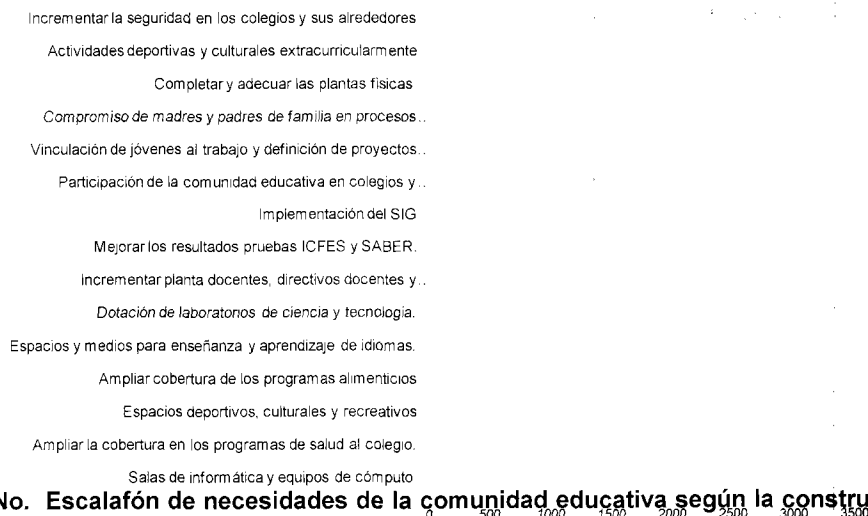 Incrementar la seguridad en los colegios y sus alrededores
Actividades deportivas y culturales extracurricularmente
Completar y adecuar las plantas físicas
Compromiso de madres y padres de familia en procesos..
Vinculación de jóvenes al trabajo y definición de proyectos..
Participación de la comunidad educativa en colegios y..
Implementación del SIG
Mejorar los resultados pruebas ICFES y SABER.
Incrementar planta docentes, directivos docentes y..
Dotación de laboratorios de ciencia y tecnología.
Espacios y medios para enseñanza y aprendizaje de idiomas.
Ampliar cobertura de los programas alimenticios
Espacios deportivos, culturales y recreativos
Ampliar la cobertura en los programas de salud al colegio.
Salas de informática y equipos de cómputo
No. Escalafón de necesidades de la comunidad educativa según la constru
0 500 1000 1500 2000 2500 3000 3500